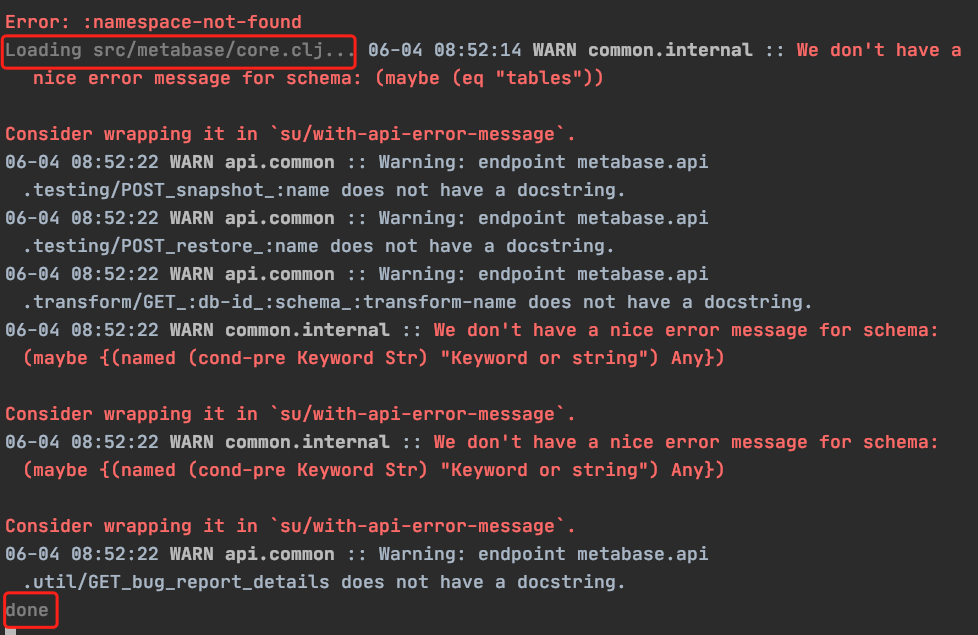 Error: :namespace-not-found
Loading src/metabase/core.clj... 06-04 08:52:14 WARN common.internal :: We don't have a
nice error message for schema: (maybe (eq "tables"))
Consider wrapping it in `su/with-api-error-message`.
06-04 08:52:22 WARN api.common :: Warning: endpoint metabase.api
.testing/POST_snapshot_:name does not have a docstring.
06-04 08:52:22 WARN api.common :: Warning: endpoint metabase.api
.testing/POST_restore_:name does not have a docstring.
06-04 08:52:22 WARN api.common :: Warning: endpoint metabase.api
.transform/GET_:db-id_:schema_:transform-name does not have a docstring.
06-04 08:52:22 WARN common.internal :: We don't have a nice error message for schema:
(maybe {(named (cond-pre Keyword Str) "Keyword or string") Any})
Consider wrapping it in `su/with-api-error-message`.
06-04 08:52:22 WARN common.internal :: We don't have a nice error message for schema:
(maybe {(named (cond-pre Keyword Str) "Keyword or string") Any})
Consider wrapping it in `su/with-api-error-message`.
06-04 08:52:22 WARN api.common :: Warning: endpoint metabase.api
.util/GET_bug_report_details does not have a docstring.
done